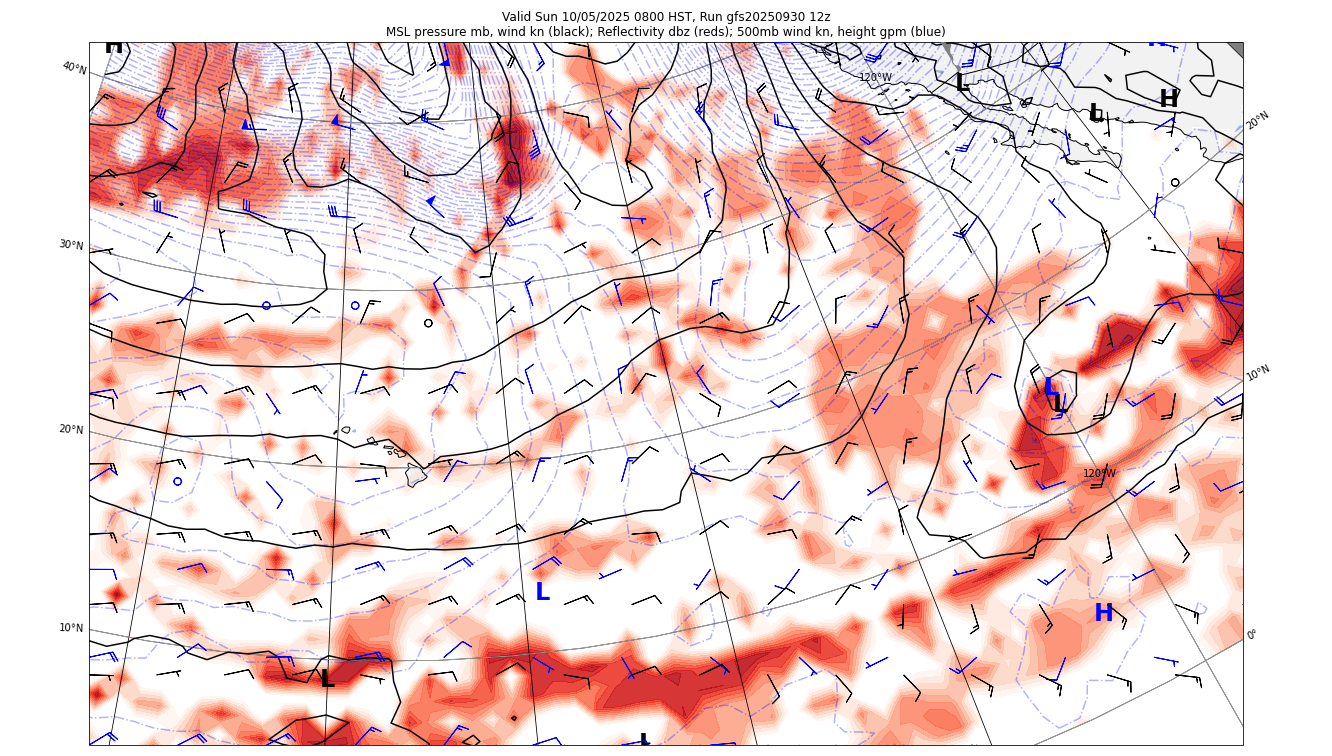 Valid Sun 10/05/2025 0800 HST, Run gfs20250930 12z
MSL pressure mb, wind kn (black); Reflectivity dbz (reds); 500mb wind kn, height gpm (blue)
H
H
40°N
120°W
L
H
L
20°N
30°N
10°N
L
L
20°N
120°W
L
H
10°N
0°
L
L